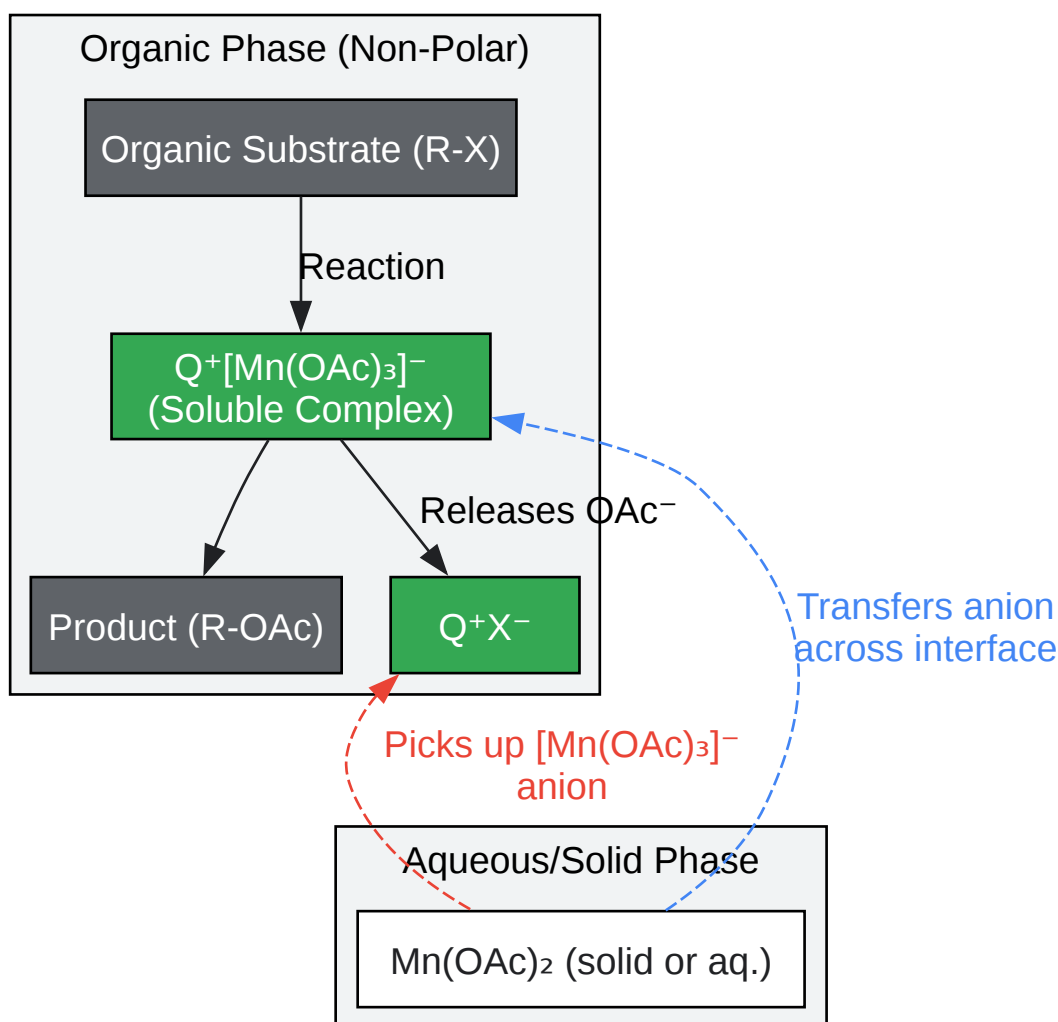 Organic Phase (Non-Polar)
Organic Substrate (R-X)
Reaction
Q⁺[Mn(OAc)₃]⁻
(Soluble Complex)
Releases OAc⁻
Product (R-OAc)
Q⁺X⁻
Transfers anion
across interface
Picks up [Mn(OAc)₃]⁻
anion
Aqueous/Solid Phase
Mn(OAc)₂ (solid or aq.)